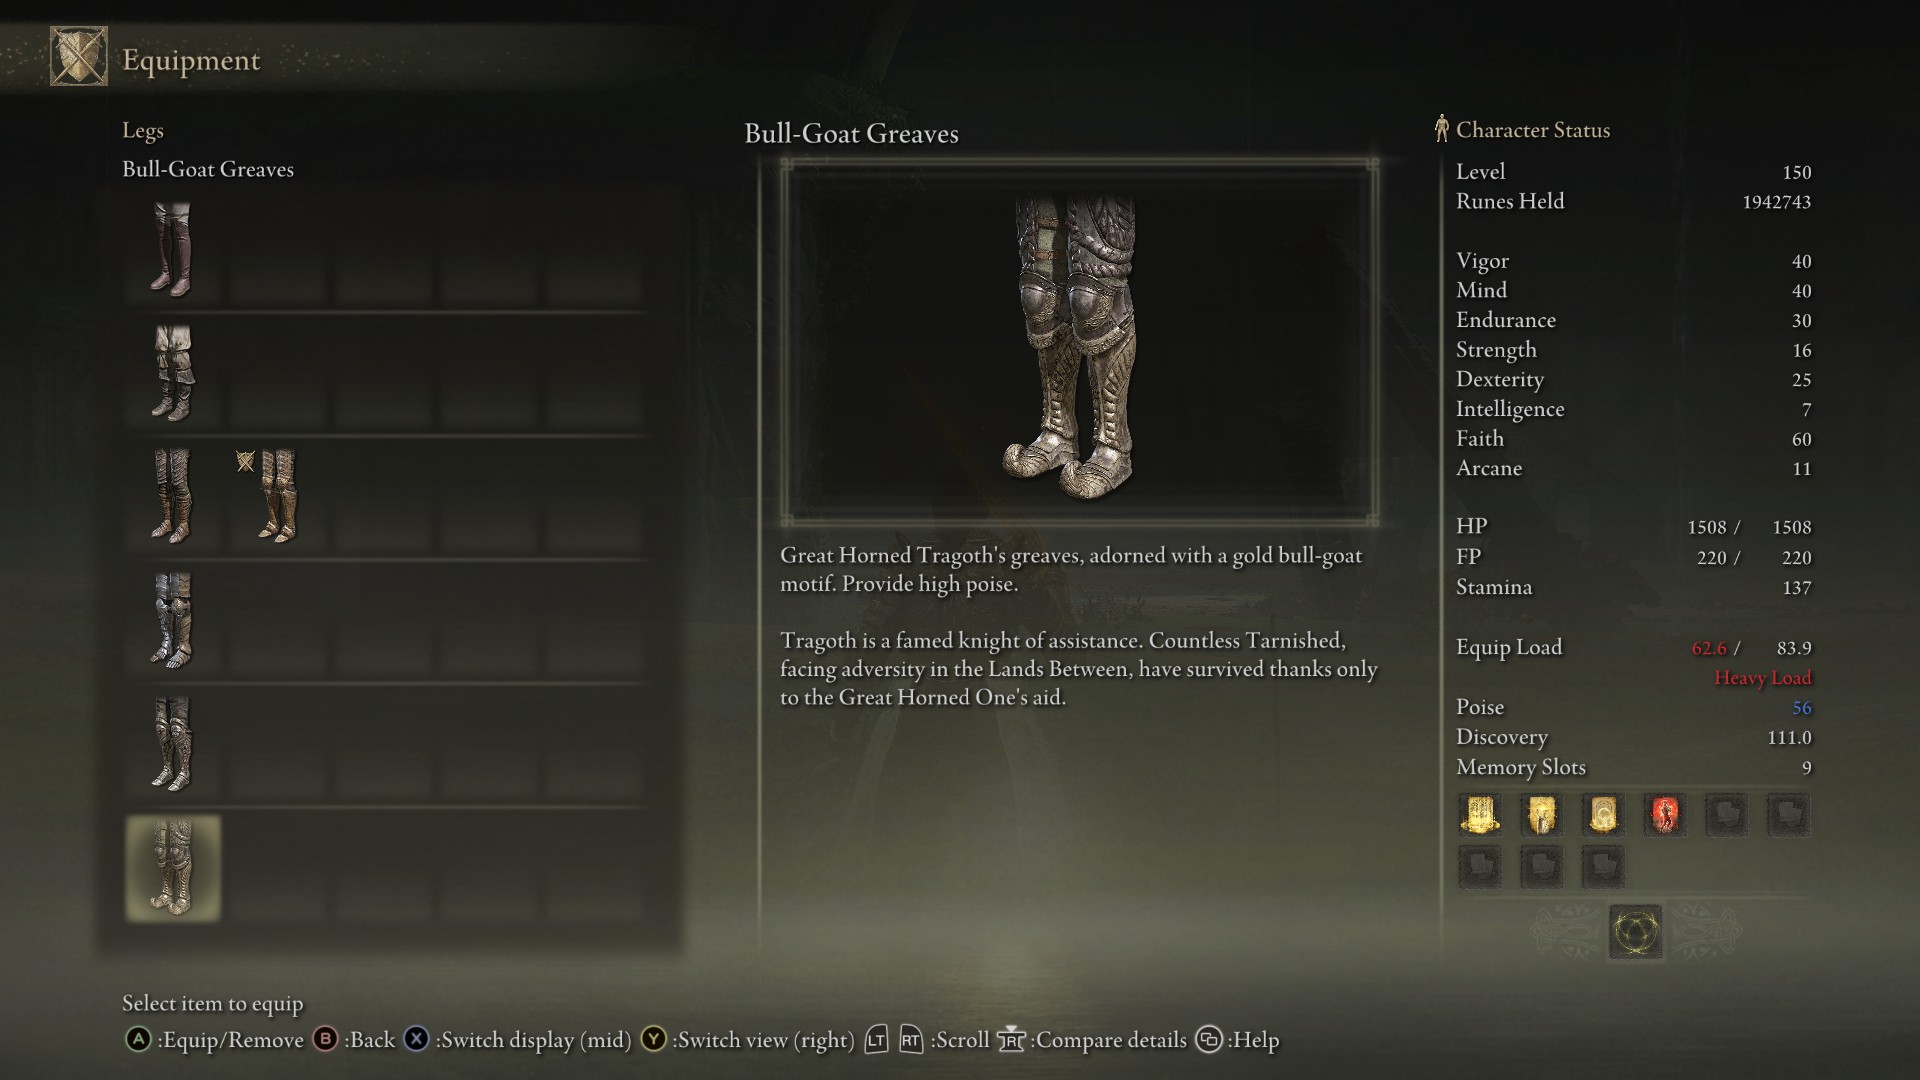 Equipment
Legs
Bull-Goat Greaves
Bull-Goat Greaves
Great Horned Tragoth's greaves, adorned with a gold bull-goat
motif. Provide high poise.
Tragoth is a famed knight of assistance. Countless Tarnished,
facing adversity in the Lands Between, have survived thanks only
to the Great Horned One's aid.
Character Status
Level 150
Runes Held 1942743
Vigor 40
Mind 40
Endurance 30
Strength 16
Dexterity 25
Intelligence 7
Faith 60
Arcane 11
HP 1508 / 1508
FP 220 / 220
Stamina 137
Equip Load 62.6 / 83.9
Heavy Load
Poise 56
Discovery 111.0
Memory Slots 9
Select item to equip
A :Equip/Remove B :Back X :Switch display (mid) Y :Switch view (right) LT RT :Scroll R :Compare details :Help